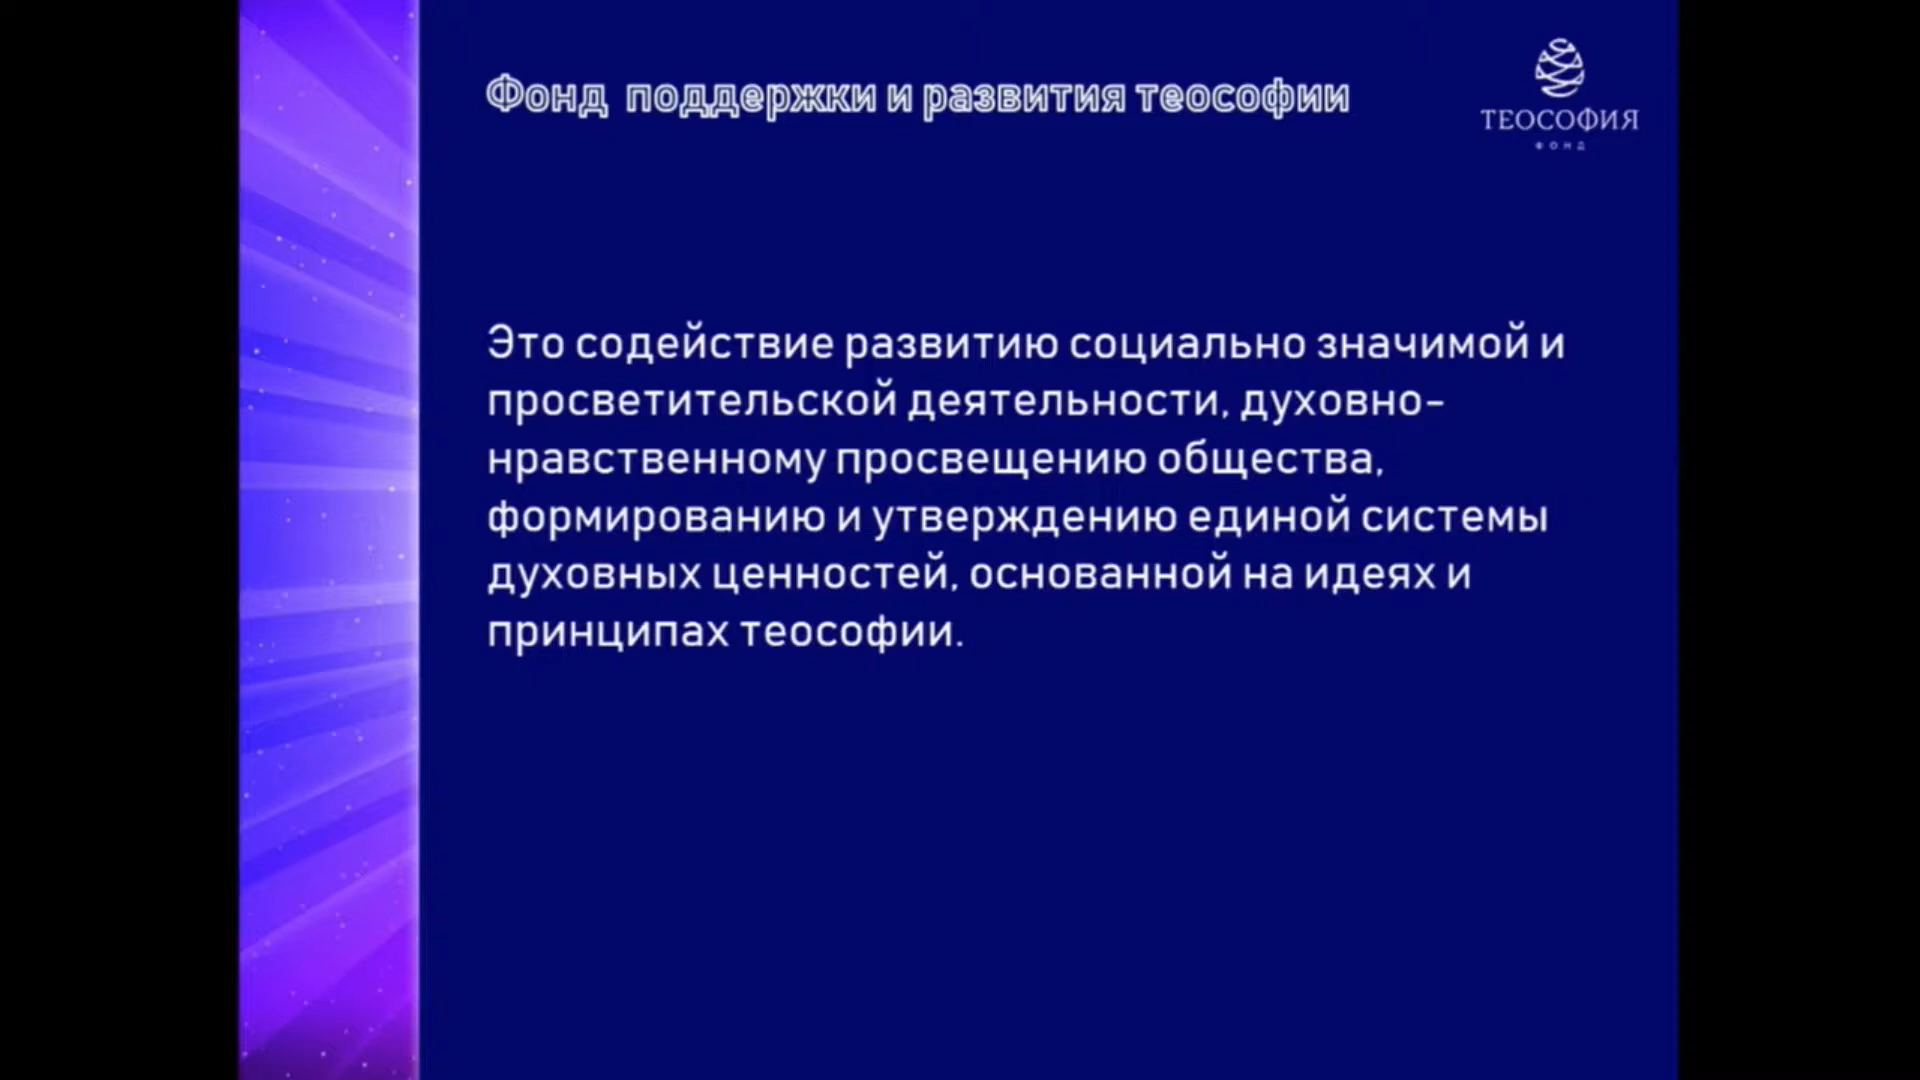 Фонд поддержки и развития теософии
ТЕОСОФИЯ
ФОНД
Это содействие развитию социально значимой и
просветительской деятельности, духовно-
нравственному просвещению общества,
формированию и утверждению единой системы
духовных ценностей, основанной на идеях и
принципах теософии.